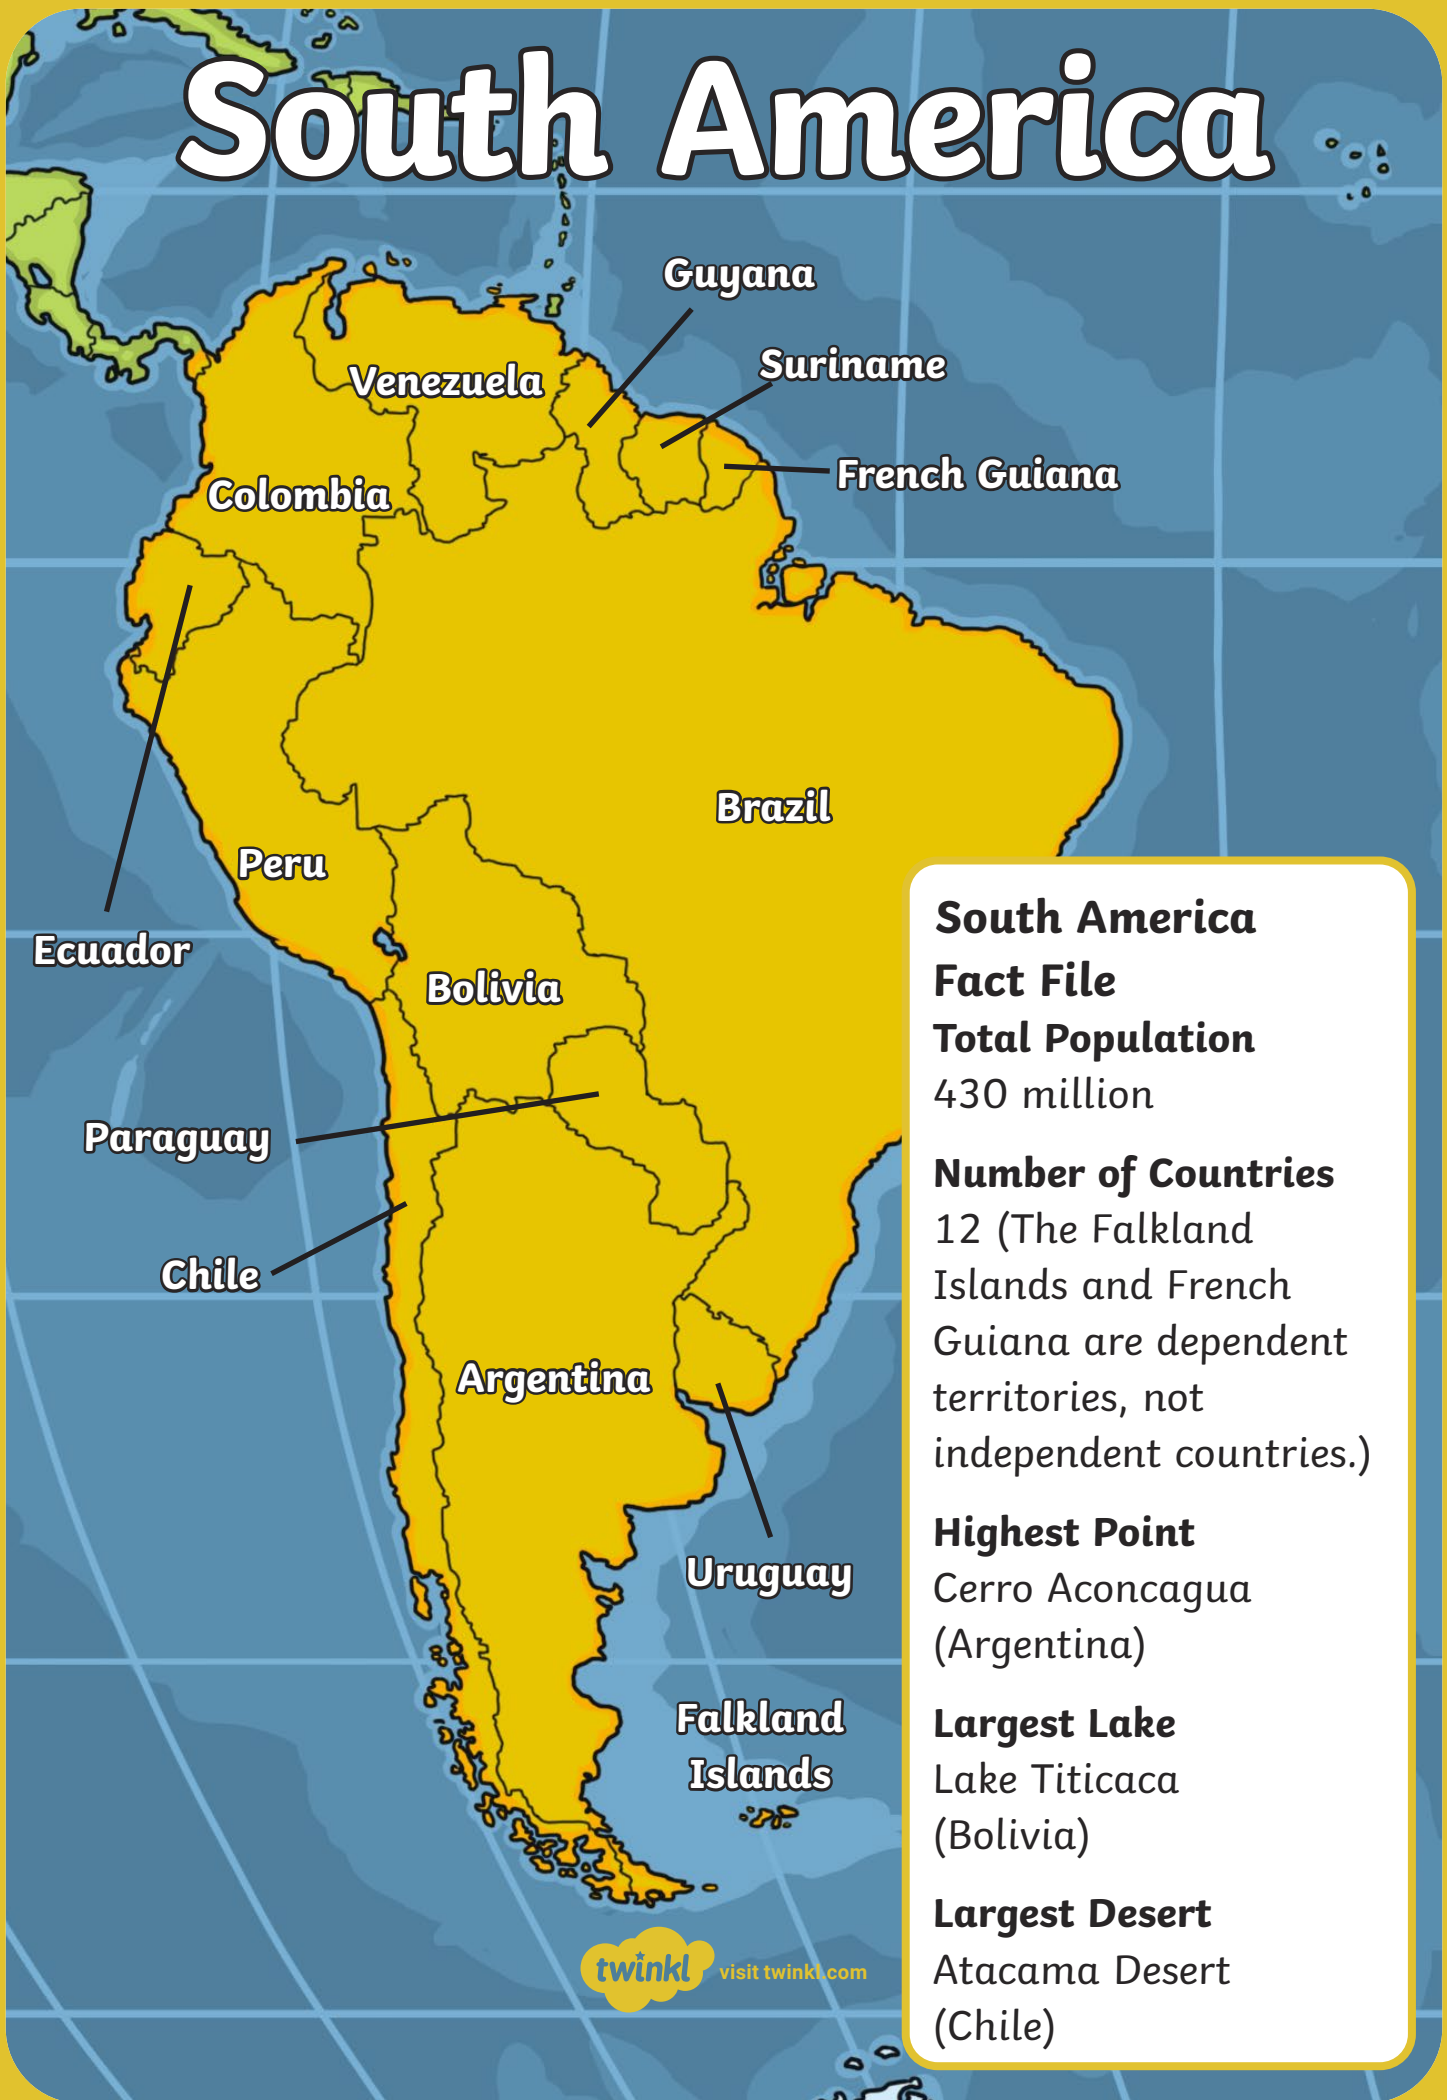 South America
Guyana
Suriname
Venezuela
French Guiana
Colombia
Brazil
Peru
Ecuador
Bolivia
Paraguay
Chile
Argentina
Uruguay
Falkland
Islands
South America
Fact File
Total Population
430 million
Number of Countries
12 (The Falkland
Islands and French
Guiana are dependent
territories, not
independent countries.)
Highest Point
Cerro Aconcagua
(Argentina)
Largest Lake
Lake Titicaca
(Bolivia)
Largest Desert
Atacama Desert
(Chile)
twinkl visit twinkl.com